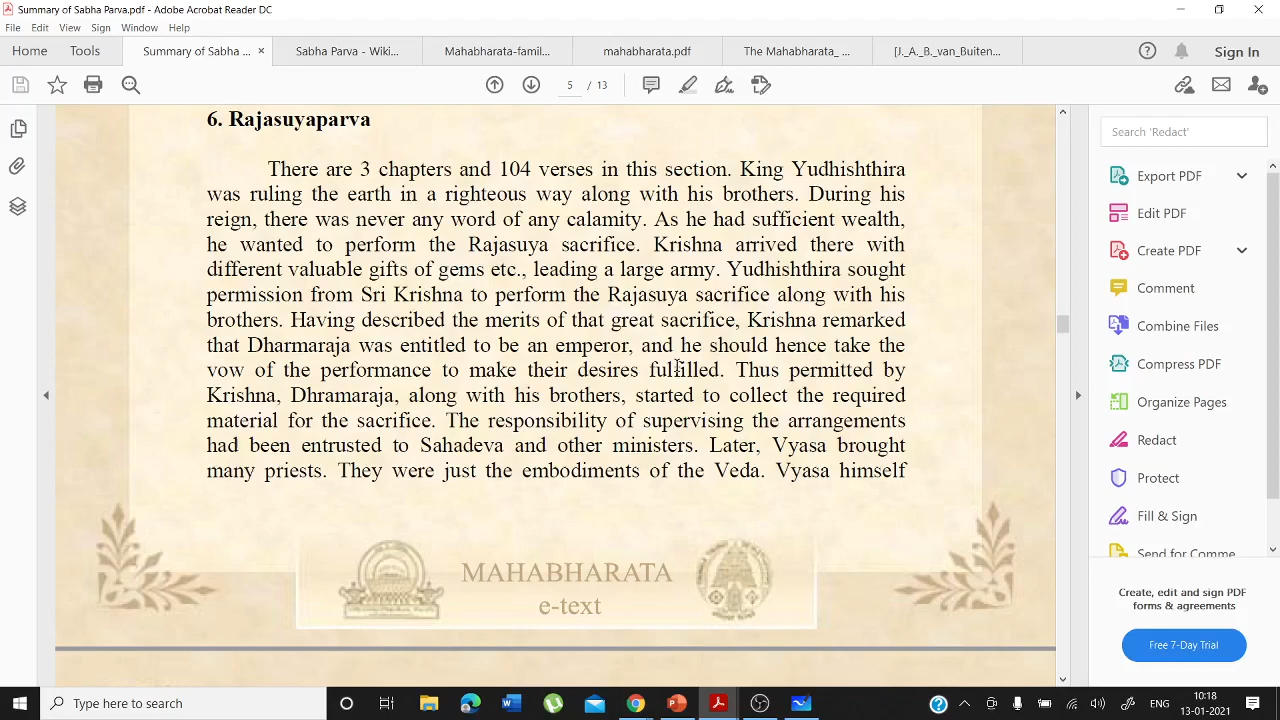 Summary of Sabha Parva.pdf - Adobe Acrobat Reader DC
File Edit View Sign Window Help
Home Tools Summary of Sabha ... × Sabha Parva - Wiki... Mahabharata-famil... mahabharata.pdf The Mahabharata_ ... [J._A._B._van_Buiten... Sign In
5 / 13
6. Rajasuyaparva
Search 'Redact'
There are 3 chapters and 104 verses in this section. King Yudhishthira
was ruling the earth in a righteous way along with his brothers. During his
reign, there was never any word of any calamity. As he had sufficient wealth,
he wanted to perform the Rajasuya sacrifice. Krishna arrived there with
different valuable gifts of gems etc., leading a large army. Yudhishthira sought
permission from Sri Krishna to perform the Rajasuya sacrifice along with his
brothers. Having described the merits of that great sacrifice, Krishna remarked
that Dharmaraja was entitled to be an emperor, and he should hence take the
vow of the performance to make their desires fulfilled. Thus permitted by
Krishna, Dhramaraja, along with his brothers, started to collect the required
material for the sacrifice. The responsibility of supervising the arrangements
had been entrusted to Sahadeva and other ministers. Later, Vyasa brought
many priests. They were just the embodiments of the Veda. Vyasa himself
MAHABHARATA
e-text
Export PDF
Edit PDF
Create PDF
Comment
Combine Files
Compress PDF
Organize Pages
Redact
Protect
Fill & Sign
Send for Comme
Create, edit and sign PDF
forms & agreements
Free 7-Day Trial
Type here to search
ENG
10:18
13-01-2021